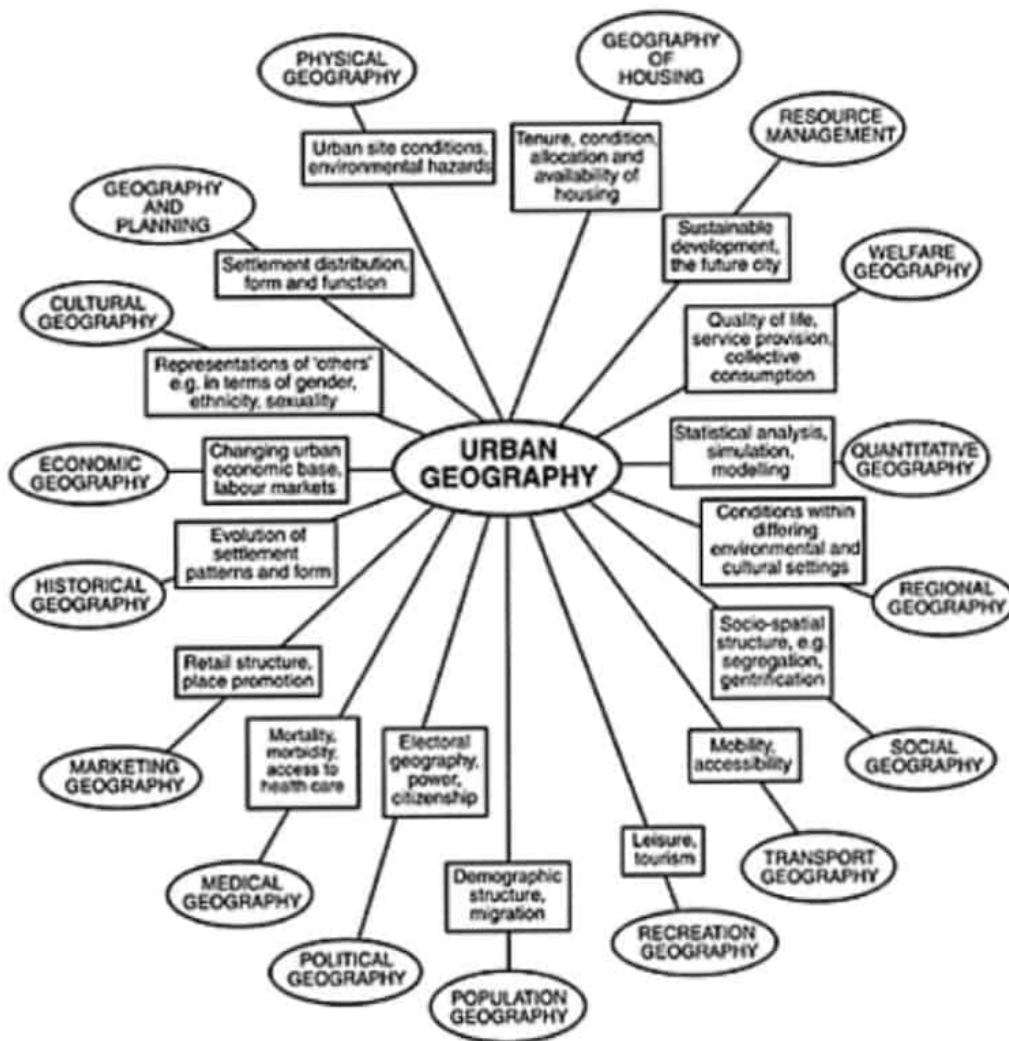 PHYSICAL
GEOGRAPHY
Urban site conditions,
environmental hazards
GEOGRAPHY
OF
HOUSING
Tenure, condition,
allocation and
availability of
housing
RESOURCE
MANAGEMENT
Sustainable
development,
the future city
GEOGRAPHY
AND
PLANNING
Settlement distribution,
form and function
WELFARE
GEOGRAPHY
Quality of life,
service provision,
collective
consumption
CULTURAL
GEOGRAPHY
Representations of 'others'
e.g. in terms of gender,
ethnicity, sexuality
URBAN
GEOGRAPHY
Statistical analysis,
simulation,
modelling
QUANTITATIVE
GEOGRAPHY
ECONOMIC
GEOGRAPHY
Changing urban
economic base,
labour markets
Conditions within
differing
environmental and
cultural settings
REGIONAL
GEOGRAPHY
HISTORICAL
GEOGRAPHY
Evolution of
settlement
patterns and form
Socio-spatial
structure, e.g.
segregation,
gentrification
SOCIAL
GEOGRAPHY
Retail structure,
place promotion
MARKETING
GEOGRAPHY
Mortality,
morbidity,
access to
health care
MEDICAL
GEOGRAPHY
Electoral
geography,
power,
citizenship
POLITICAL
GEOGRAPHY
Demographic
structure,
migration
POPULATION
GEOGRAPHY
Leisure,
tourism
RECREATION
GEOGRAPHY
Mobility,
accessibility
TRANSPORT
GEOGRAPHY